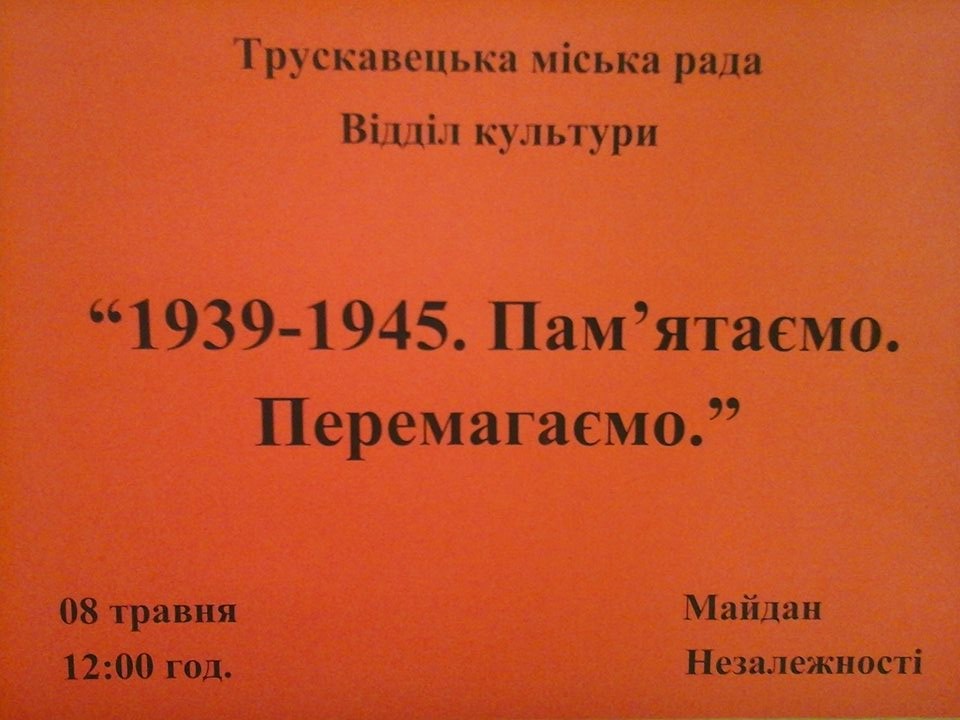 Трускавецька міська рада
Відділ культури
“1939-1945. Пам’ятаємо.
Перемагаємо.”
08 травня
12:00 год.
Майдан
Незалежності